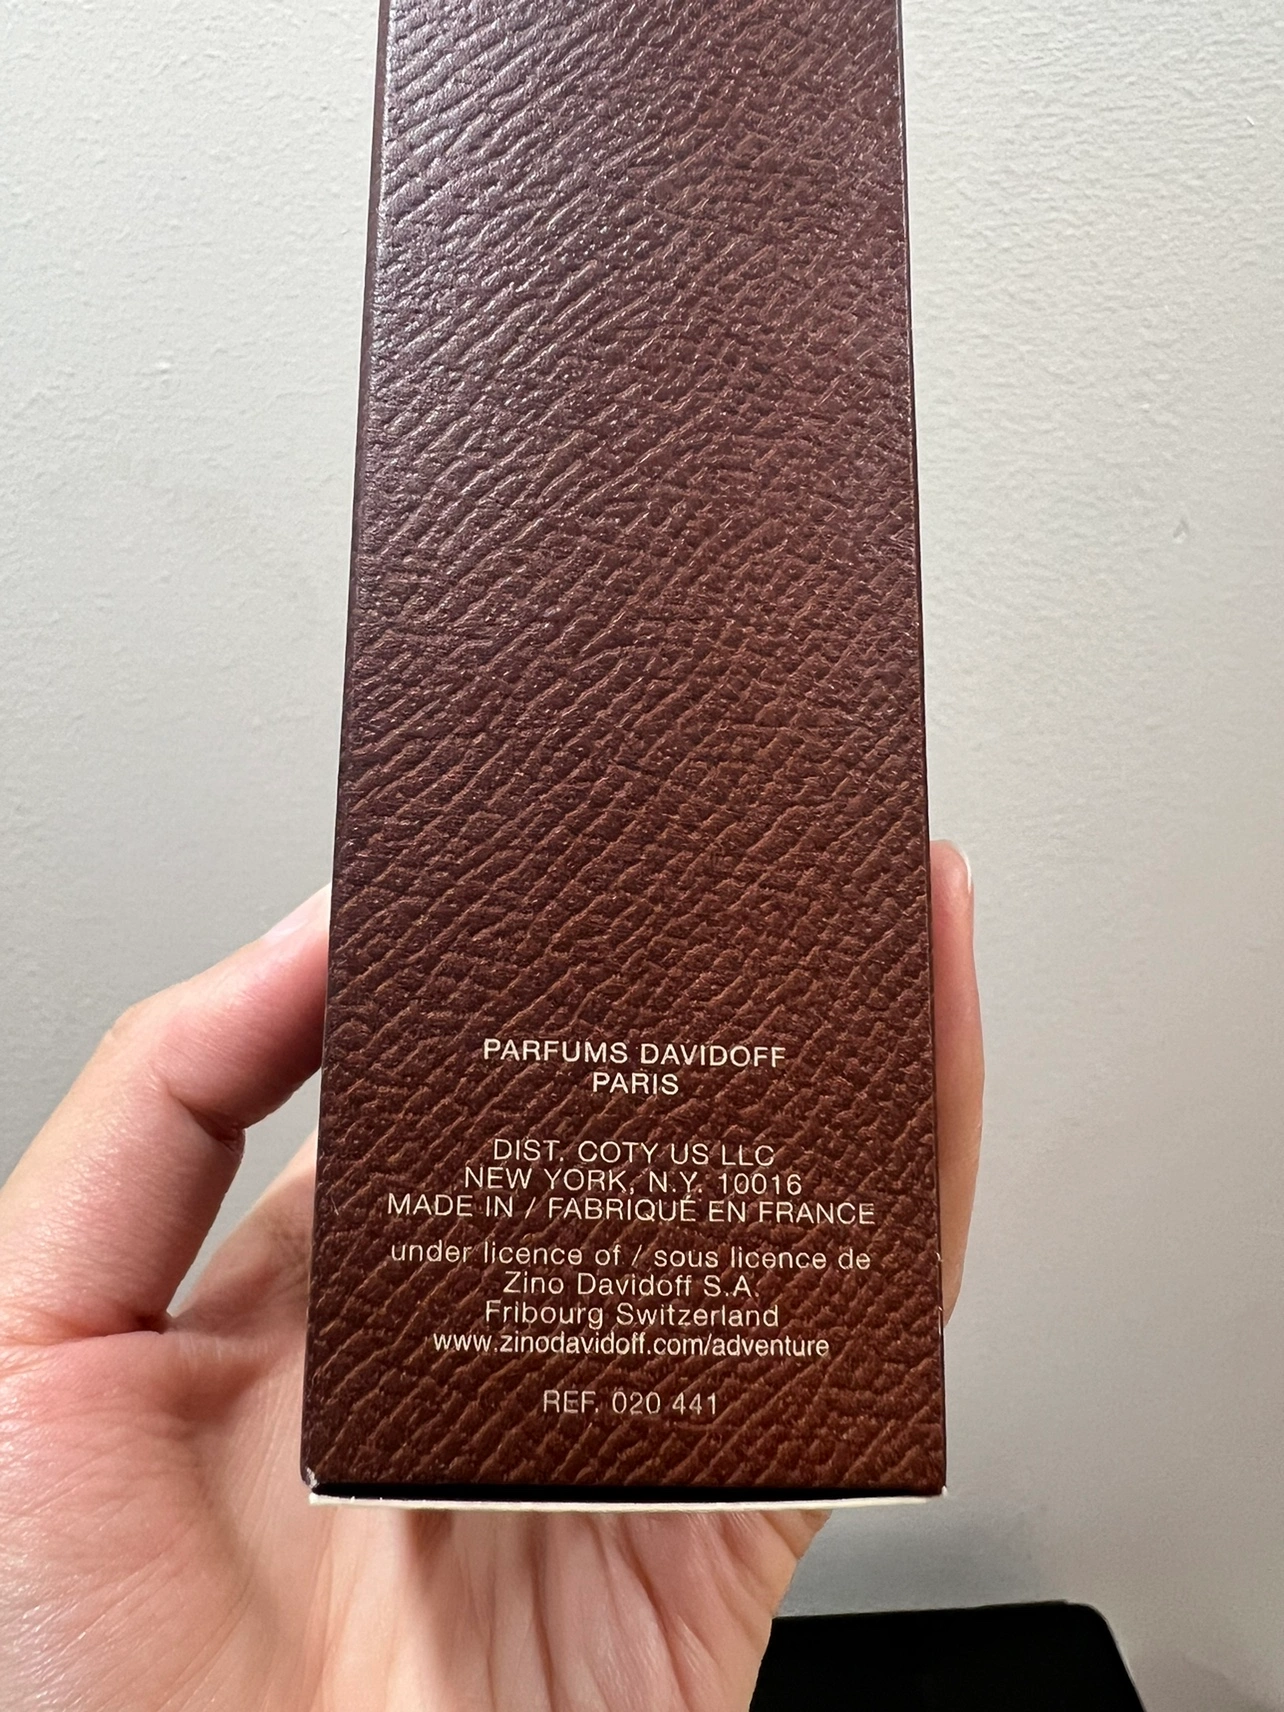 PARFUMS DAVIDOFF
PARIS
DIST. COTY US LLC
NEW YORK, N.Y. 10016
MADE IN / FABRIQUÉ EN FRANCE
under licence of / sous licence de
Zino Davidoff S.A.
Fribourg Switzerland
www.zinodavidoff.com/adventure
REF. 020 441